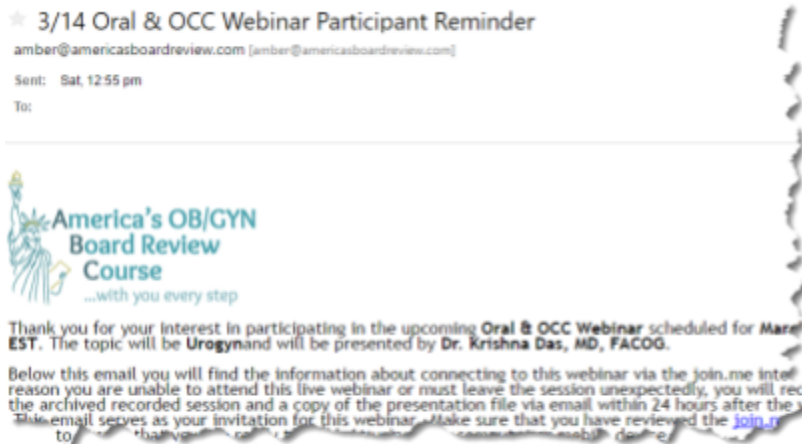 3/14 Oral & OCC Webinar Participant Reminder
amber@americasboardreview.com [amber@americasboardreview.com]
Sent: Sat, 12:55 pm
To:
America's OB/GYN
Board Review
Course
...with you every step
Thank you for your interest in participating in the upcoming Oral & OCC Webinar scheduled for
EST. The topic will be Urogynand will be presented by Dr. Krishna Das, MD, FACOG.
Below this email you will find the information about connecting to this webinar via the join.me
reason you are unable to attend this live webinar or must leave the session unexpectedly, you will
the archived recorded session and a copy of the presentation file via email within 24 hours after the
This email serves as your invitation for this webinar. Make sure that you have reviewed the
to that